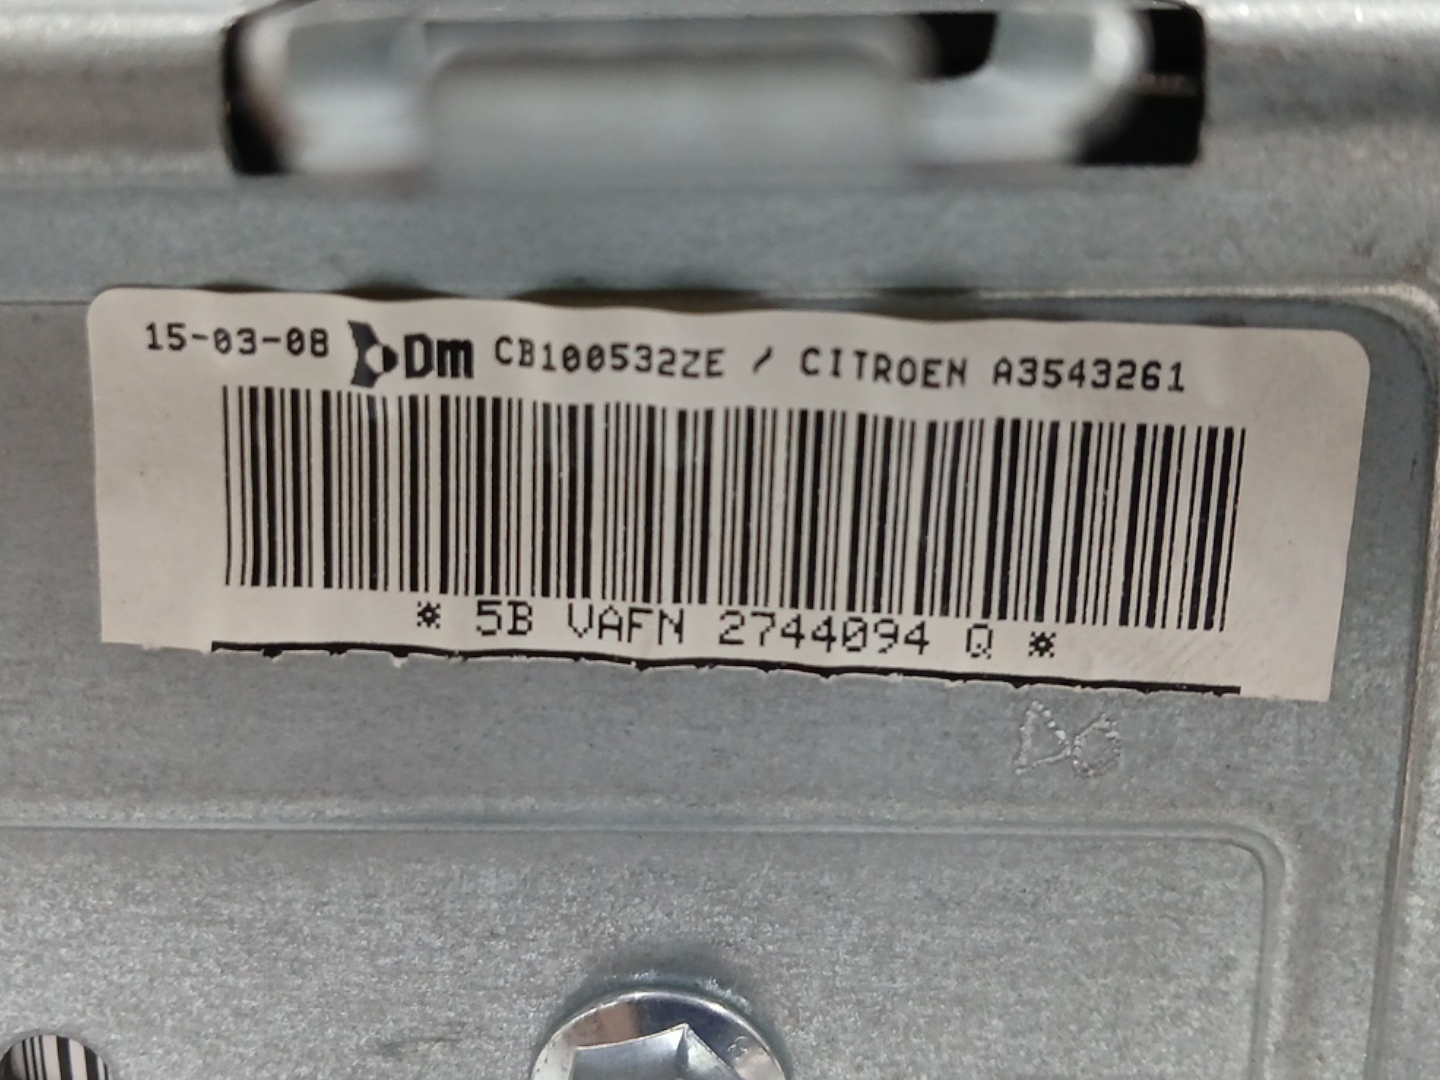 15-03-08 Dm CB100532ZE / CITROEN A3543261
* 5B VAFN 2744094 Q *